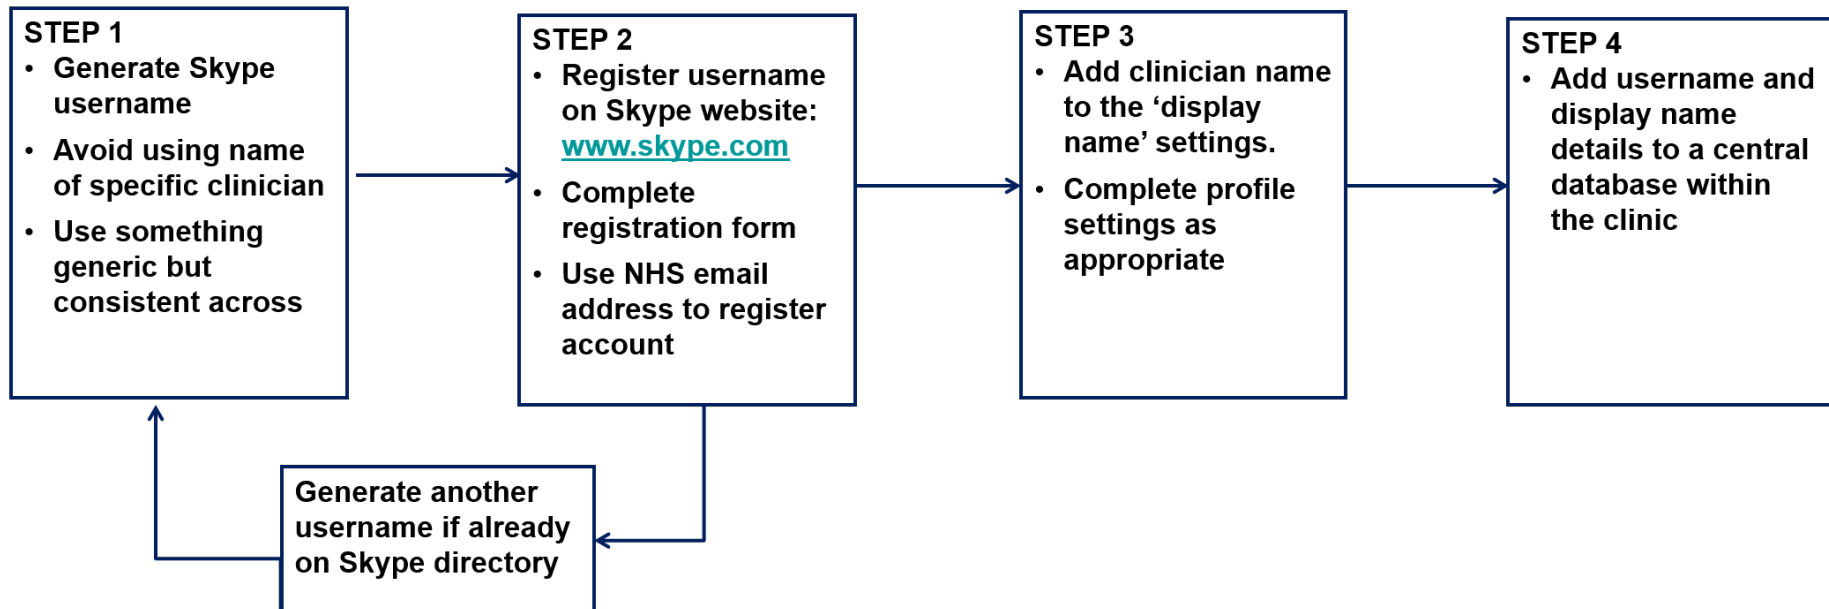 STEP 1
• Generate Skype
username
• Avoid using name
of specific clinician
• Use something
generic but
consistent across
STEP 2
• Register username
on Skype website:
www.skype.com
• Complete
registration form
• Use NHS email
address to register
account
STEP 3
• Add clinician name
to the ‘display
name’ settings.
• Complete profile
settings as
appropriate
STEP 4
• Add username and
display name
details to a central
database within
the clinic
Generate another
username if already
on Skype directory